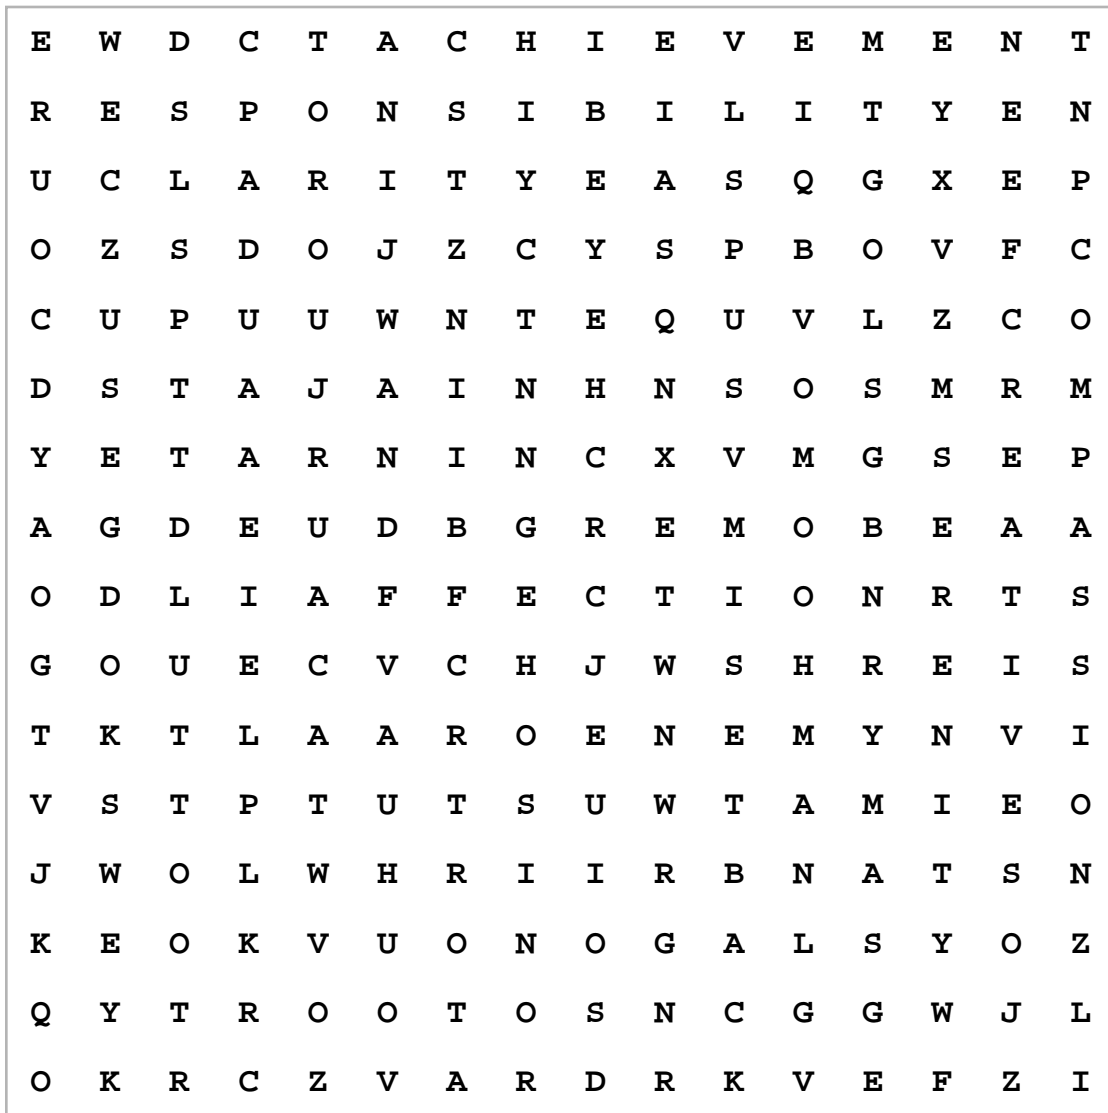 E W D C T A C H I E V E M E N T
R E S P O N S I B I L I T Y E N
U C L A R I T Y E A S Q G X E P
O Z S D O J Z C Y S P B O V F C
C U P U U W N T E Q U V L Z C O
D S T A J A I N H N S O S M R M
Y E T A R N I N C X V M G S E P
A G D E U D B G R E M O B E A A
O D L I A F F E C T I O N R T S
G O U E C V C H J W S H R E I S
T K T L A A R O E N E M Y N V I
V S T P T U T S U W T A M I E O
J W O L W H R I I R B N A T S N
K E O K V U O N O G A L S Y O Z
Q Y T R O O T O S N C G G W J L
O K R C Z V A R D R K V E F Z I